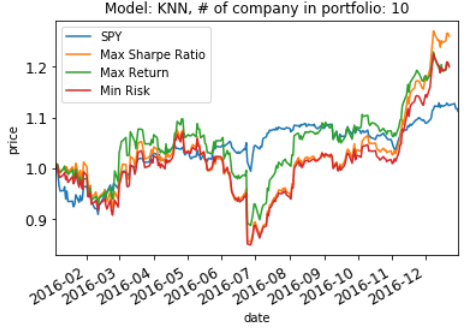 Model: KNN, # of company in portfolio: 10
SPY
Max Sharpe Ratio
Max Return
Min Risk
price
1.2
1.1
1.0
0.9
2016-02
2016-03
2016-04
2016-05
2016-06
2016-07
2016-08
2016-09
2016-10
2016-11
2016-12
date